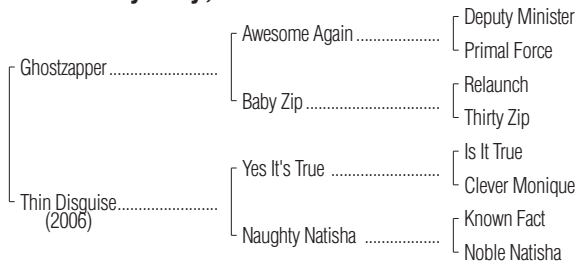 Deputy Minister
Awesome Again ....................
Primal Force
Ghostzapper ..........................
Relaunch
Baby Zip ................................
Thirty Zip
Is It True
Yes It's True ..........................
Clever Monique
Thin Disguise........................
(2006)
Known Fact
Naughty Natisha ..................
Noble Natisha